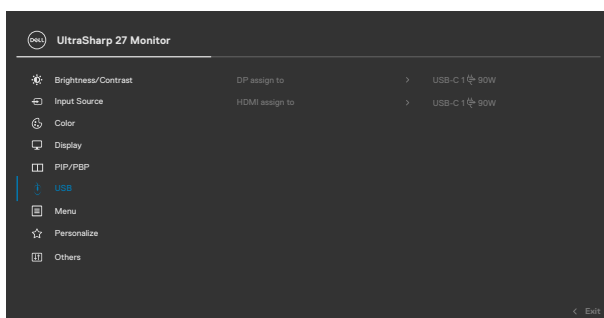 DELL UltraSharp 27 Monitor
Brightness/Contrast DP assign to > USB-C 1 90W
Input Source HDMI assign to > USB-C 1 90W
Color
Display
PIP/PBP
USB
Menu
Personalize
Others
< Exit